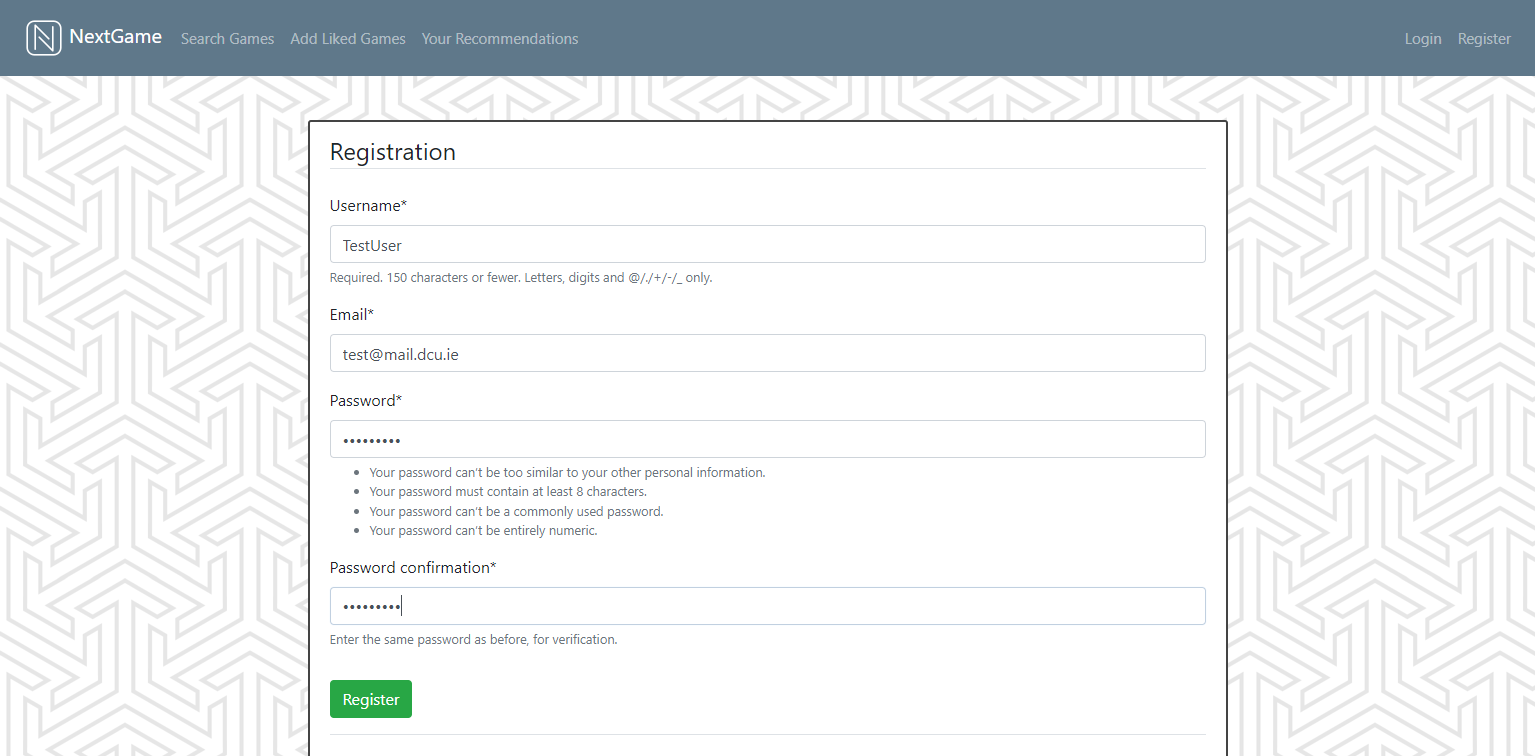 NextGame Search Games Add Liked Games Your Recommendations Login Register
Registration
Username*
TestUser
Required. 150 characters or fewer. Letters, digits and @/./+/-/_ only.
Email*
test@mail.dcu.ie
Password*
•••••••••
• Your password can't be too similar to your other personal information.
• Your password must contain at least 8 characters.
• Your password can't be a commonly used password.
• Your password can't be entirely numeric.
Password confirmation*
•••••••••
Enter the same password as before, for verification.
Register